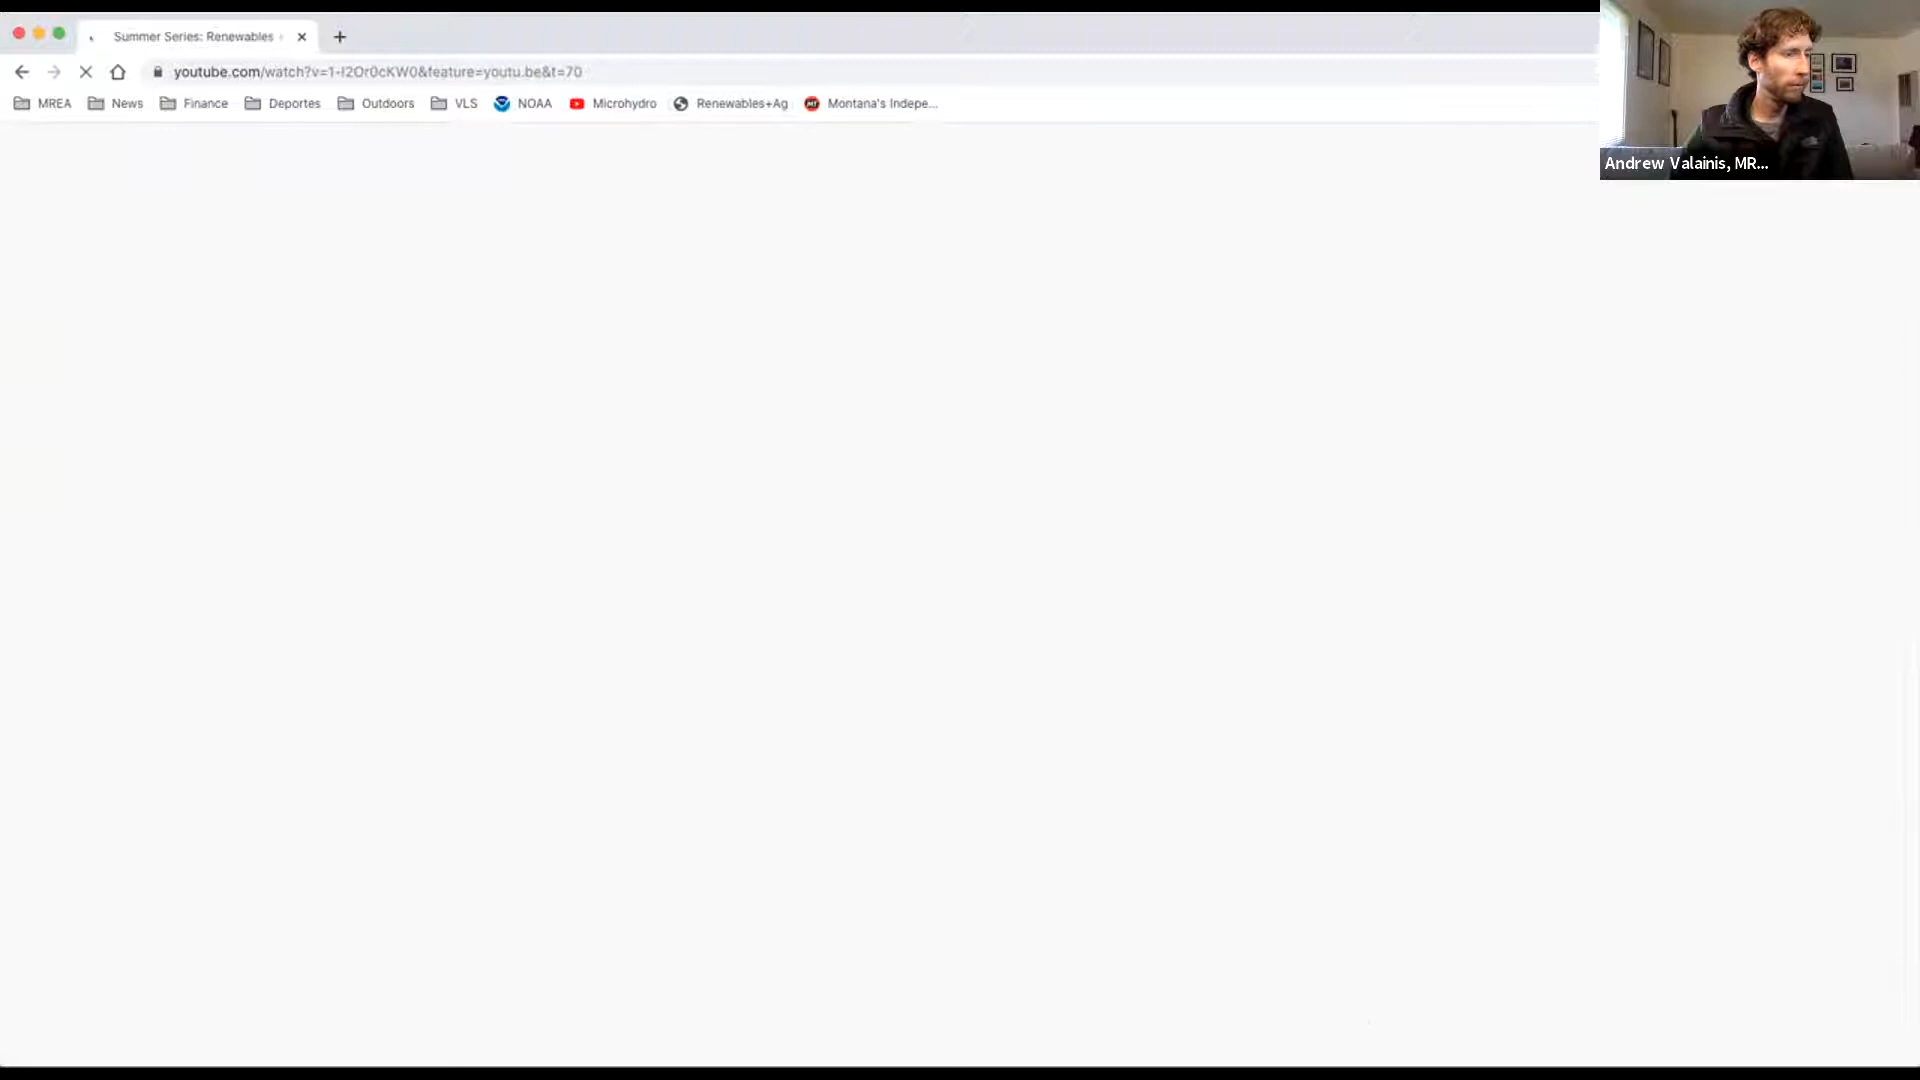 Summer Series: Renewables
youtube.com/watch?v=1-I2Or0cKW0&feature=youtu.be&t=70
MREA News Finance Deportes Outdoors VLS NOAA Microhydro Renewables+Ag Montana's Indepe...
Andrew Valainis, MR...